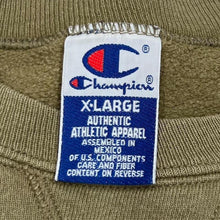 ®
Champion®
X-LARGE
AUTHENTIC
ATHLETIC APPAREL
ASSEMBLED IN
MEXICO
OF U.S. COMPONENTS
CARE AND FIBER
CONTENT ON REVERSE